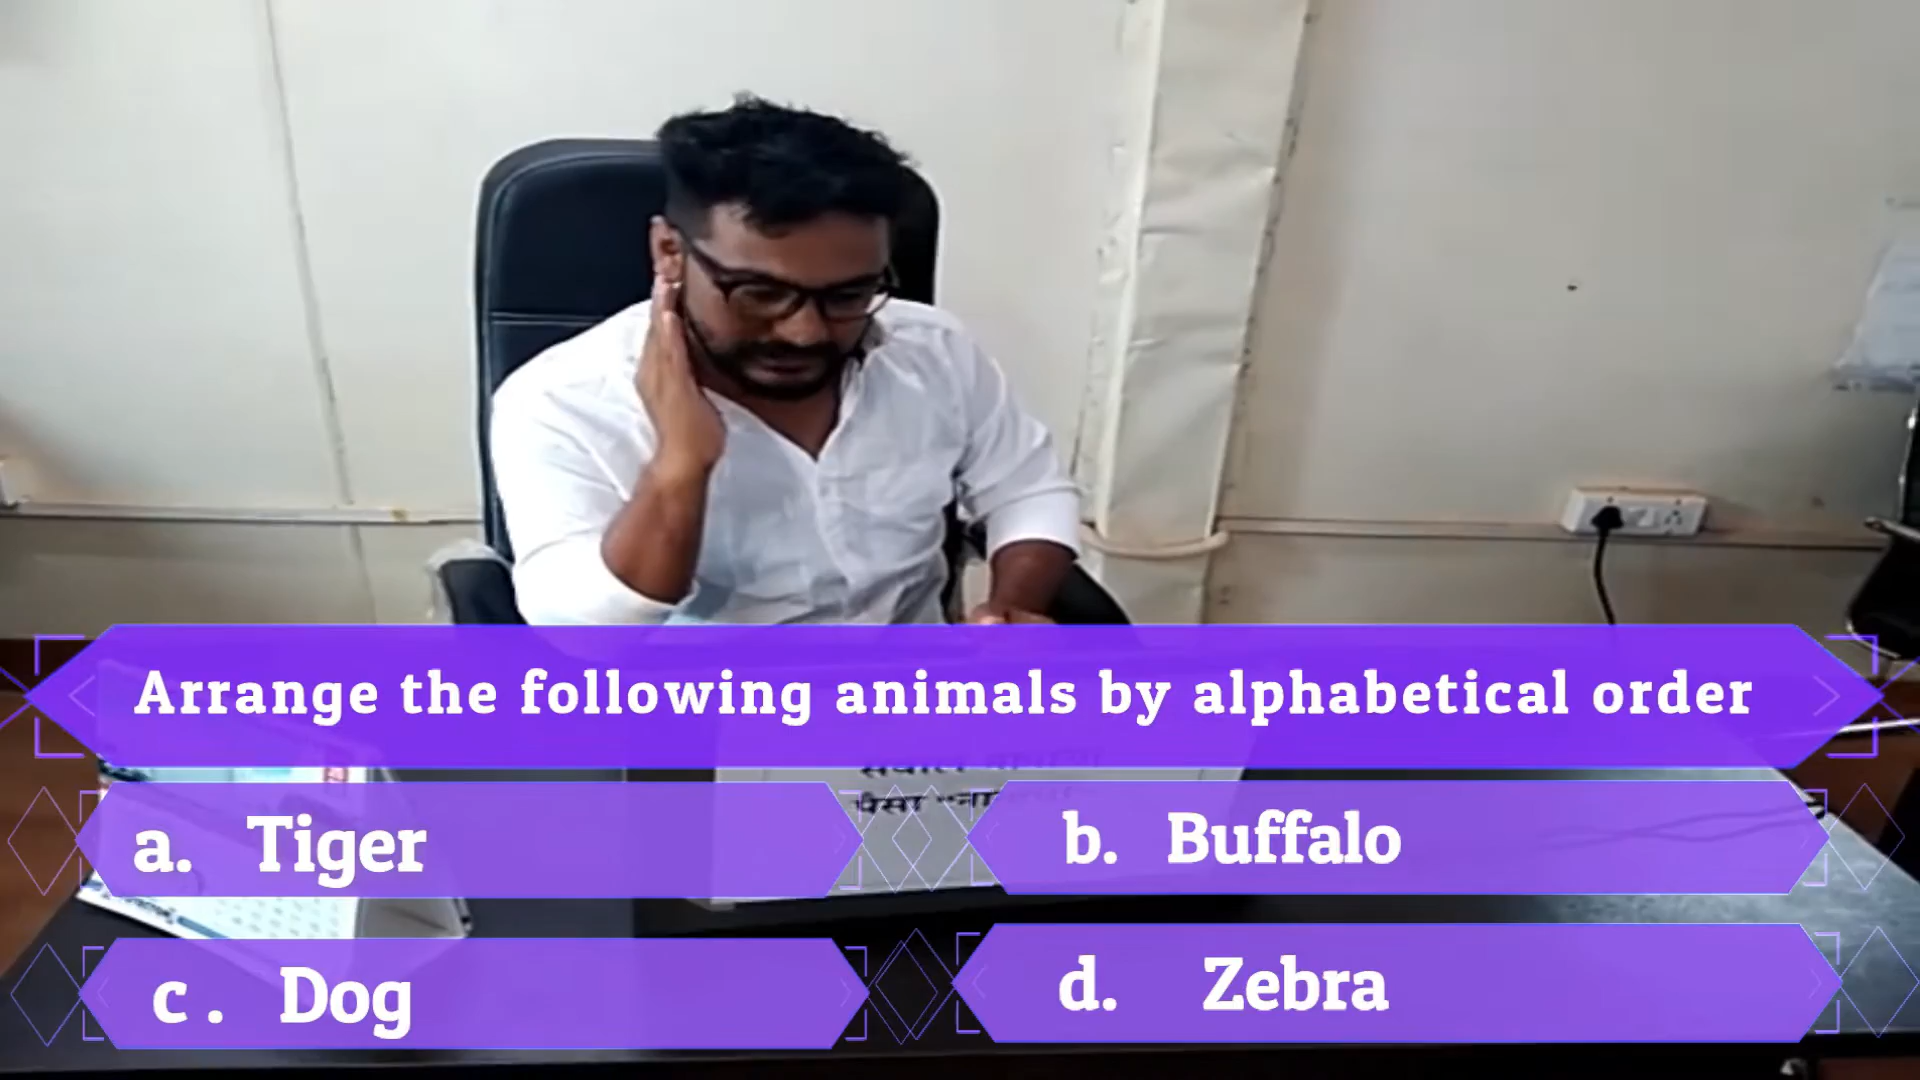 Arrange the following animals by alphabetical order
पैसा
a. Tiger
b. Buffalo
c . Dog
d. Zebra